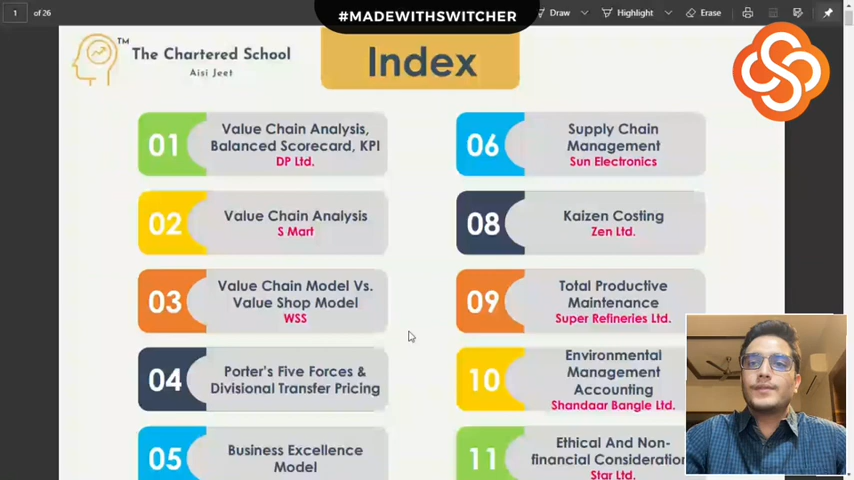 #MADEWITHSWITCHER
1 of 26
Draw
Highlight
Erase
The Chartered School
TM
Aisi Jeet
Index
01
Value Chain Analysis,
Balanced Scorecard, KPI
DP Ltd.
02
Value Chain Analysis
S Mart
03
Value Chain Model Vs.
Value Shop Model
WSS
04
Porter's Five Forces &
Divisional Transfer Pricing
05
Business Excellence
Model
06
Supply Chain
Management
Sun Electronics
08
Kaizen Costing
Zen Ltd.
09
Total Productive
Maintenance
Super Refineries Ltd.
10
Environmental
Management
Accounting
Shandaar Bangle Ltd.
11
Ethical And Non-
financial Consideration
Star Ltd.